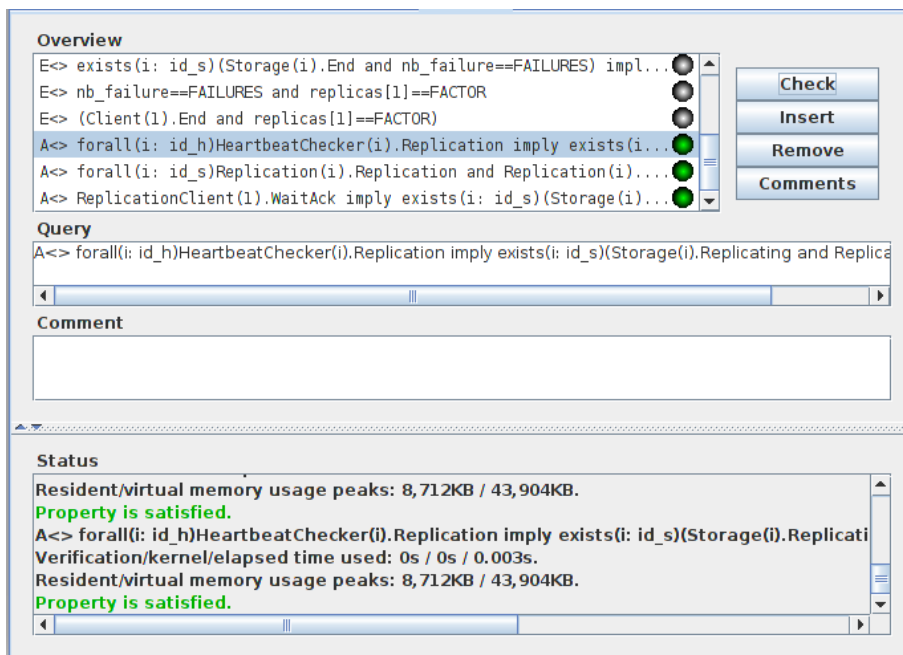 Overview
E<> exists(i: id_s)(Storage(i).End and nb_failure==FAILURES) impl...
E<> nb_failure==FAILURES and replicas[1]==FACTOR
E<> (Client(1).End and replicas[1]==FACTOR)
A<> forall(i: id_h)HeartbeatChecker(i).Replication imply exists(i...
A<> forall(i: id_s)Replication(i).Replication and Replication(i)....
A<> ReplicationClient(1).WaitAck imply exists(i: id_s)(Storage(i)...
Check
Insert
Remove
Comments
Query
A<> forall(i: id_h)HeartbeatChecker(i).Replication imply exists(i: id_s)(Storage(i).Replicating and Replica
Comment
Status
Resident/virtual memory usage peaks: 8,712KB / 43,904KB.
Property is satisfied.
A<> forall(i: id_h)HeartbeatChecker(i).Replication imply exists(i: id_s)(Storage(i).Replicati
Verification/kernel/elapsed time used: 0s / 0s / 0.003s.
Resident/virtual memory usage peaks: 8,712KB / 43,904KB.
Property is satisfied.